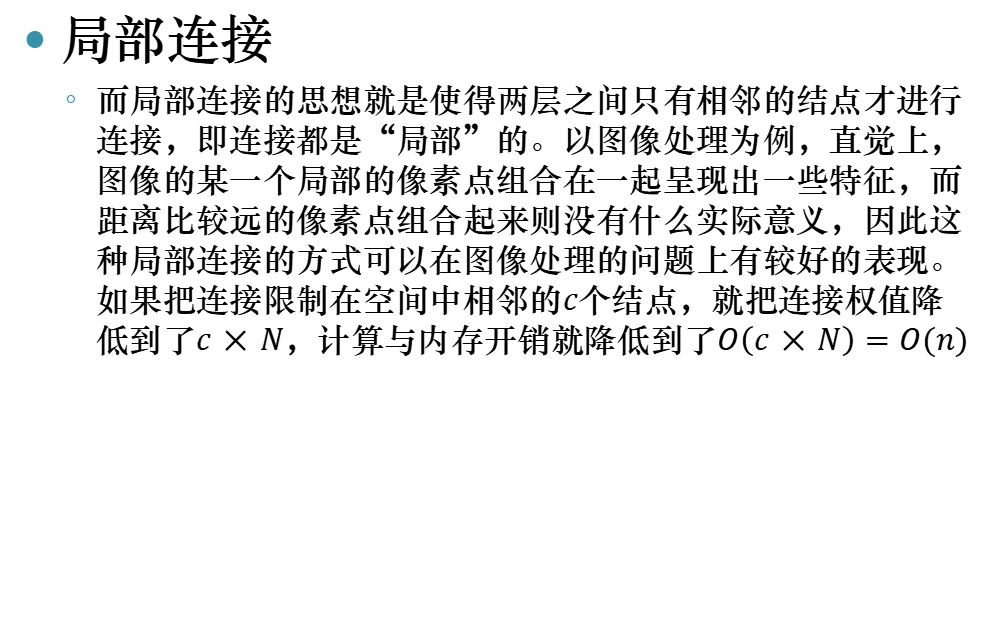 • 局部连接
◦ 而局部连接的思想就是使得两层之间只有相邻的结点才进行
连接，即连接都是“局部”的。以图像处理为例，直觉上，
图像的某一个局部的像素点组合在一起呈现出一些特征，而
距离比较远的像素点组合起来则没有什么实际意义，因此这
种局部连接的方式可以在图像处理的问题上有较好的表现。
如果把连接限制在空间中相邻的c个结点，就把连接权值降
低到了c × N，计算与内存开销就降低到了O(c × N) = O(n)